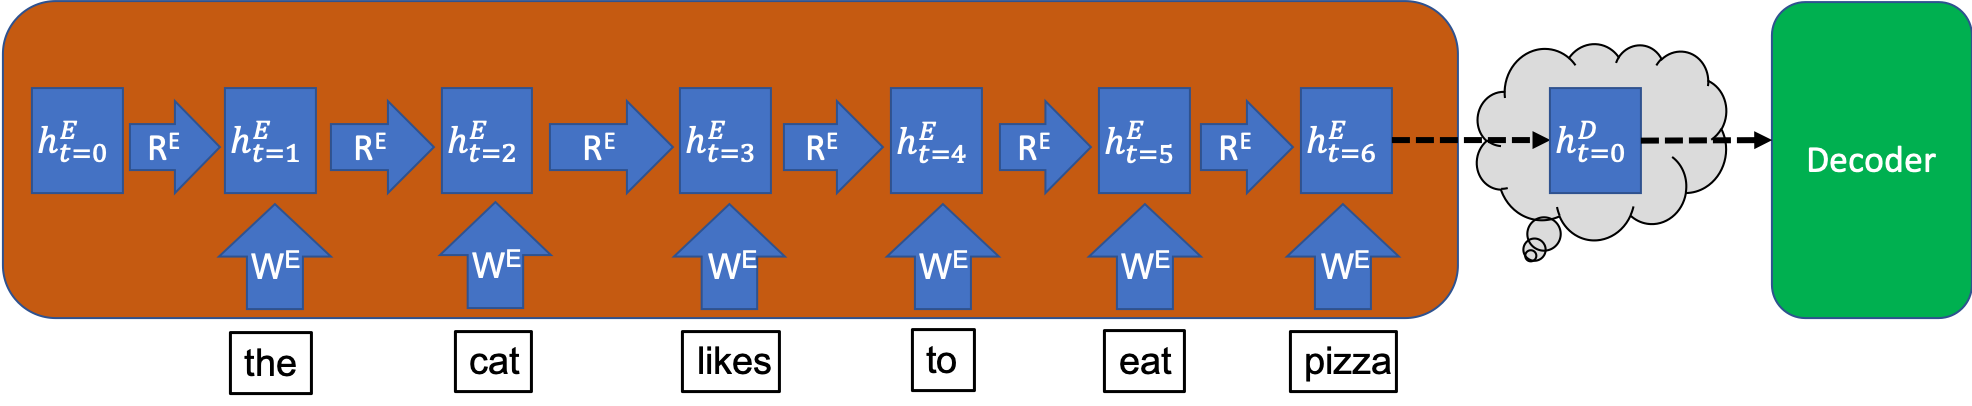 h^E_{t=0} R^E h^E_{t=1} R^E h^E_{t=2} R^E h^E_{t=3} R^E h^E_{t=4} R^E h^E_{t=5} R^E h^E_{t=6} h^D_{t=0} Decoder
W^E W^E W^E W^E W^E W^E
the cat likes to eat pizza